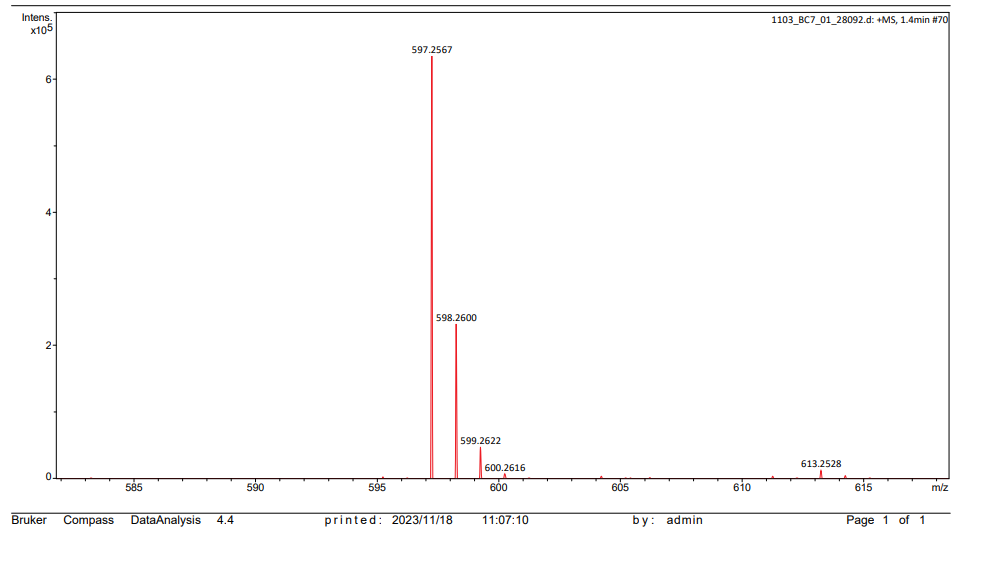 Intens.
x10⁵
1103_BC7_01_28092.d: +MS, 1.4min #70
597.2567
6
4
598.2600
2
599.2622
600.2616
613.2528
0
585 590 595 600 605 610 615 m/z
Bruker Compass DataAnalysis 4.4 printed: 2023/11/18 11:07:10 by: admin Page 1 of 1